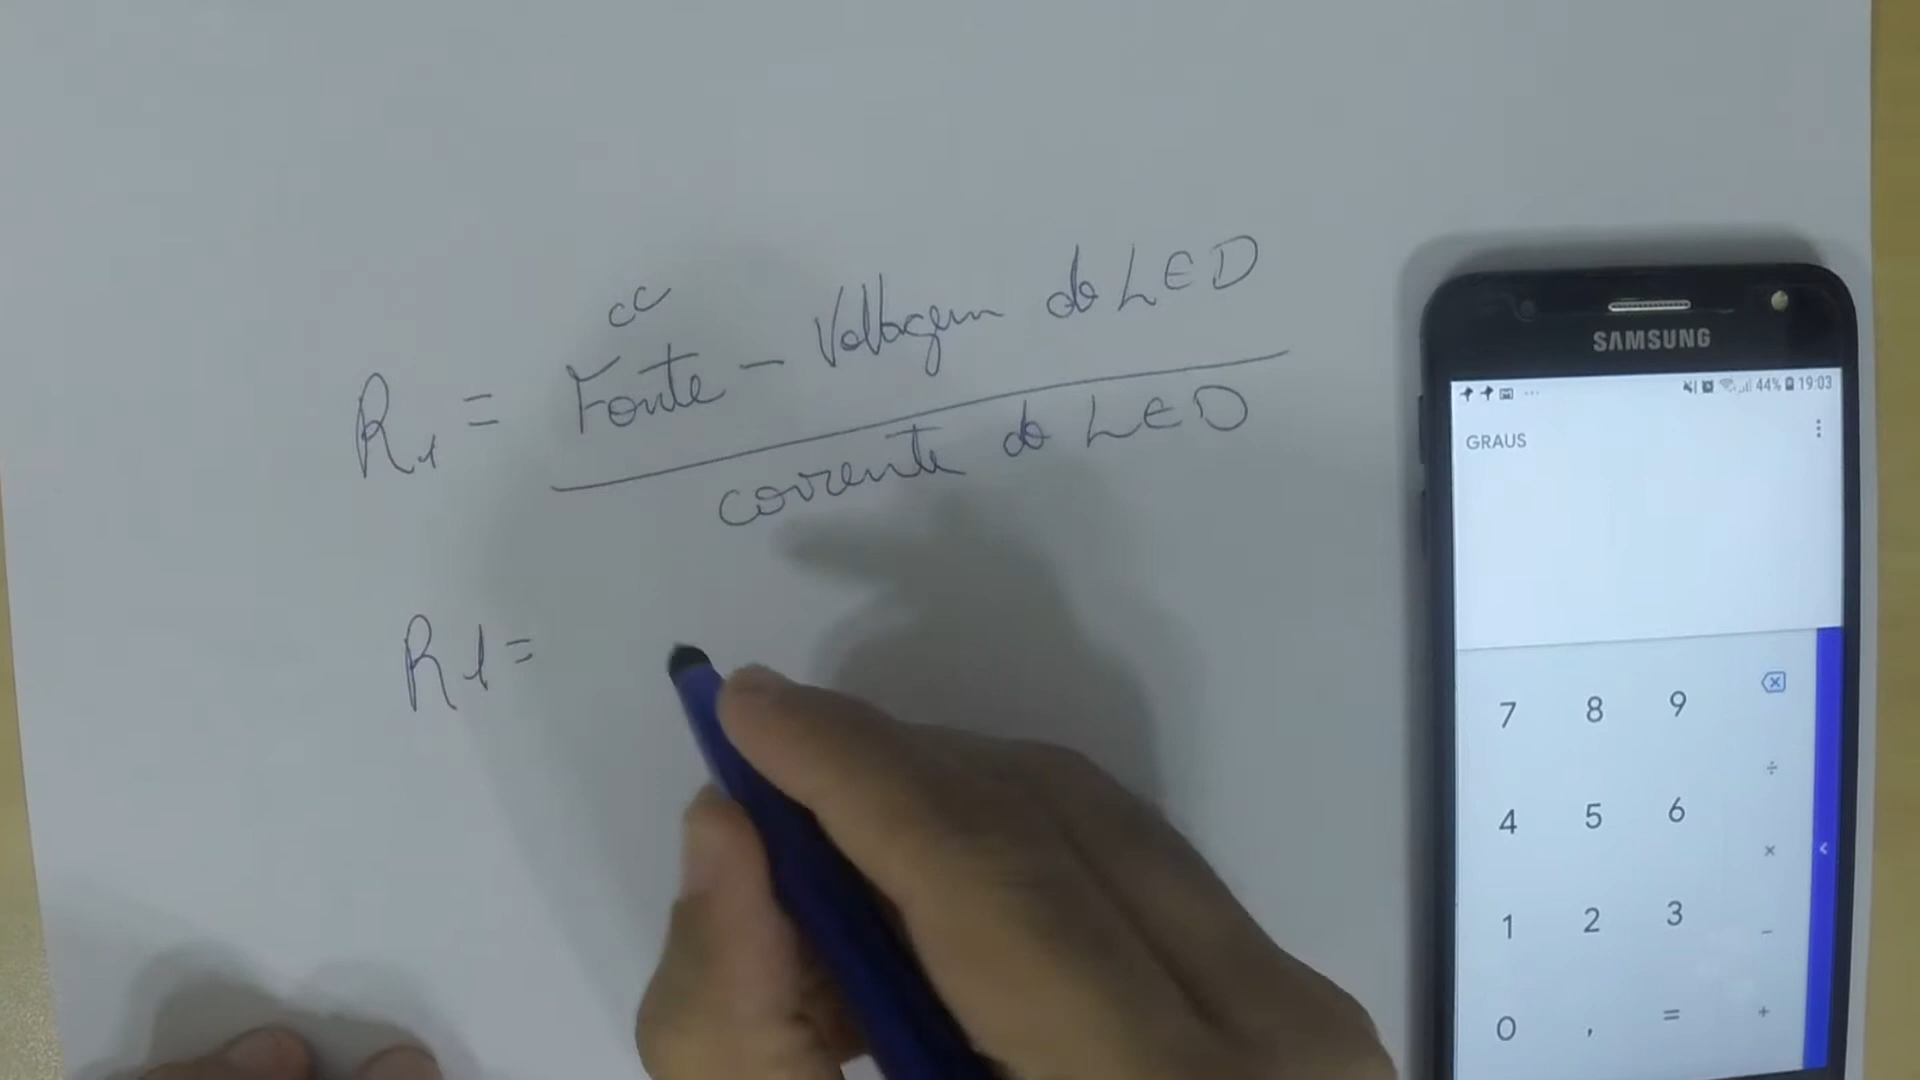 CC
R1 = Fonte - Voltagem do LED
corrente do LED
R1 =
SAMSUNG
44% 19:03
GRAUS
7 8 9
÷
4 5 6
×
1 2 3 -
0 , = +